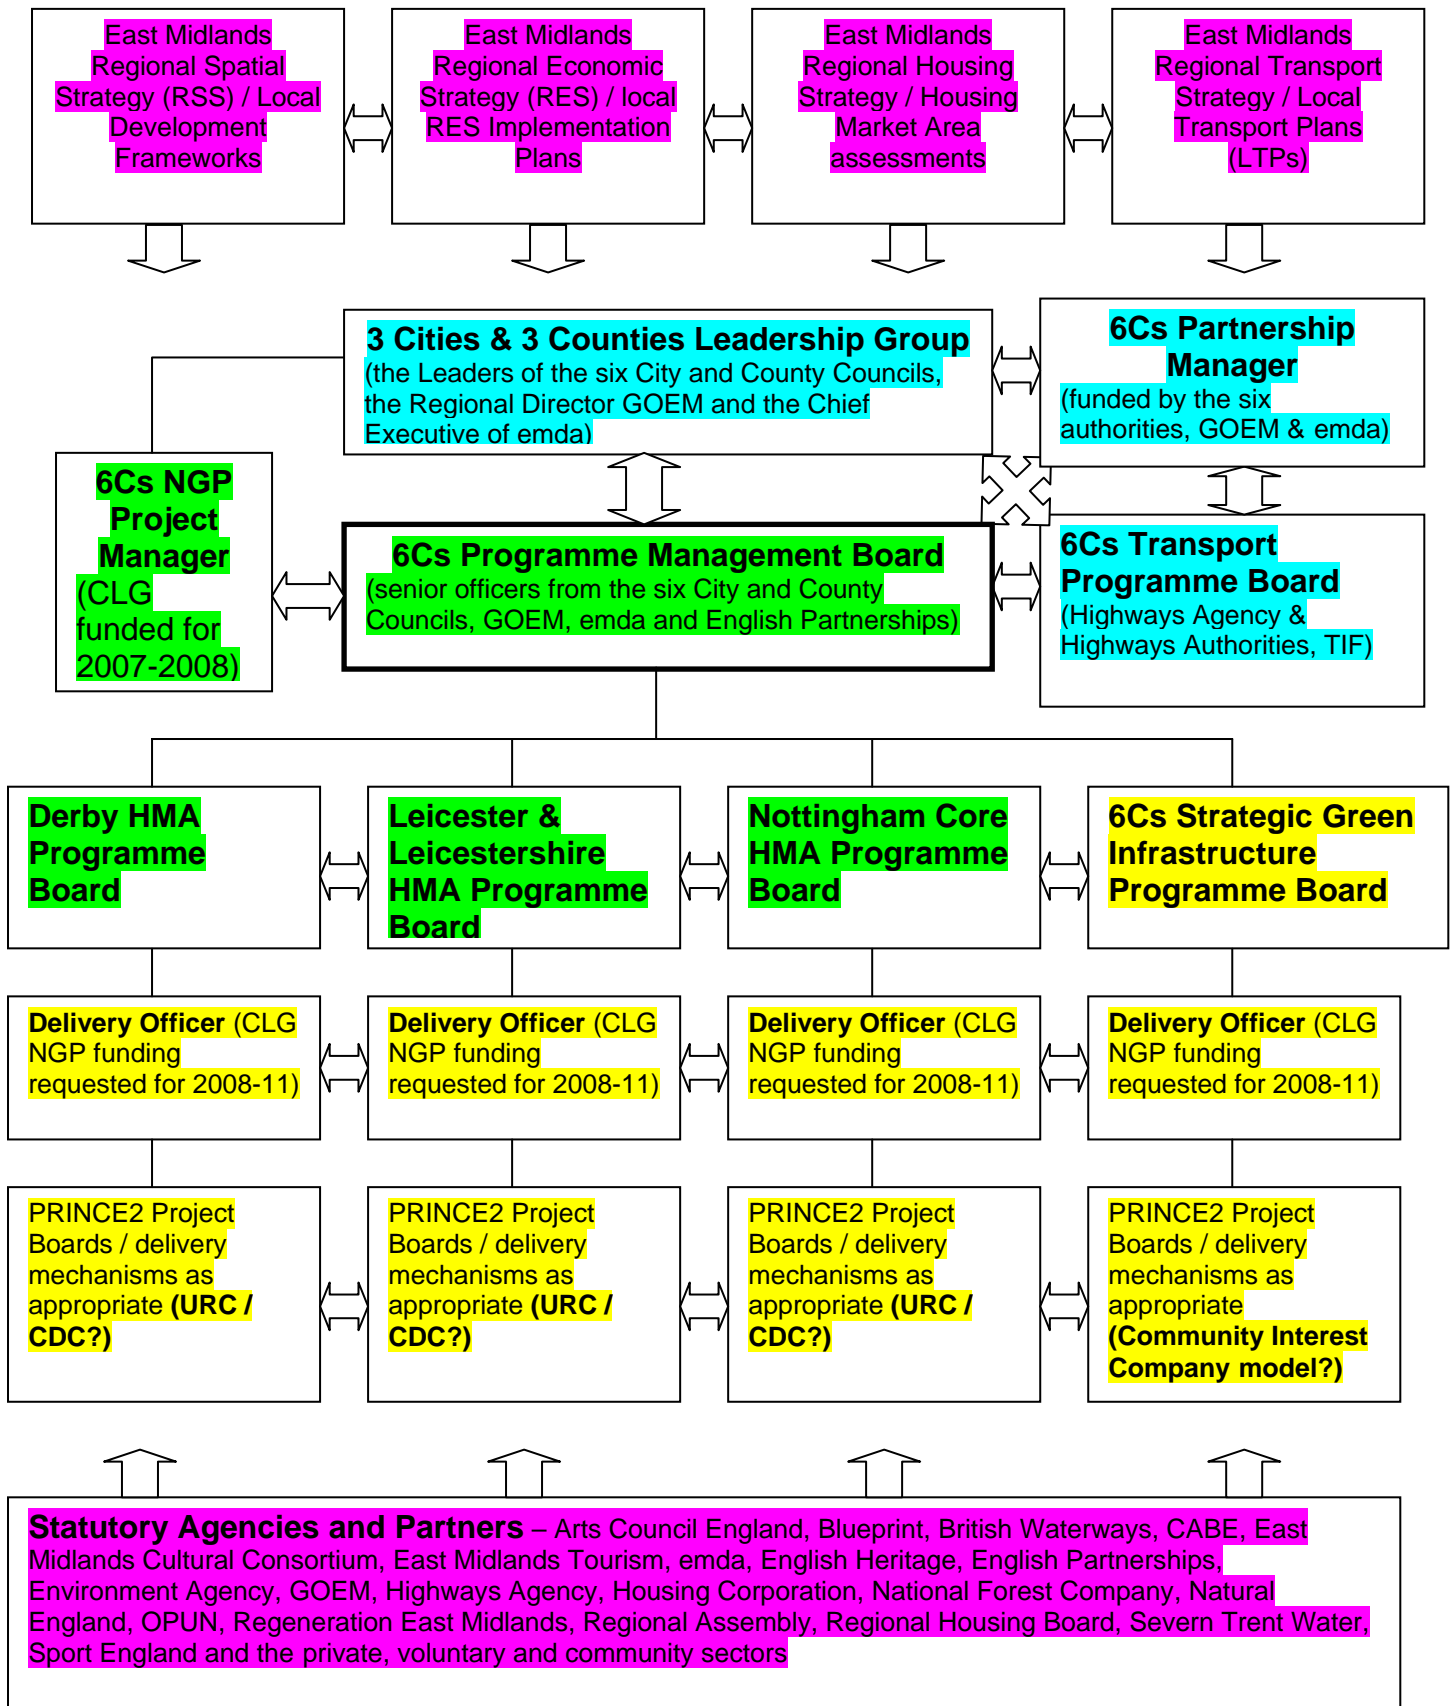 East Midlands
Regional Spatial
Strategy (RSS) / Local
Development
Frameworks
East Midlands
Regional Economic
Strategy (RES) / local
RES Implementation
Plans
East Midlands
Regional Housing
Strategy / Housing
Market Area
assessments
East Midlands
Regional Transport
Strategy / Local
Transport Plans
(LTPs)
3 Cities & 3 Counties Leadership Group
(the Leaders of the six City and County Councils,
the Regional Director GOEM and the Chief
Executive of emda)
6Cs Partnership
Manager
(funded by the six
authorities, GOEM & emda)
6Cs NGP
Project
Manager
(CLG
funded for
2007-2008)
6Cs Programme Management Board
(senior officers from the six City and County
Councils, GOEM, emda and English Partnerships)
6Cs Transport
Programme Board
(Highways Agency &
Highways Authorities, TIF)
Derby HMA
Programme
Board
Leicester &
Leicestershire
HMA Programme
Board
Nottingham Core
HMA Programme
Board
6Cs Strategic Green
Infrastructure
Programme Board
Delivery Officer (CLG
NGP funding
requested for 2008-11)
Delivery Officer (CLG
NGP funding
requested for 2008-11)
Delivery Officer (CLG
NGP funding
requested for 2008-11)
Delivery Officer (CLG
NGP funding
requested for 2008-11)
PRINCE2 Project
Boards / delivery
mechanisms as
appropriate (URC /
CDC?)
PRINCE2 Project
Boards / delivery
mechanisms as
appropriate (URC /
CDC?)
PRINCE2 Project
Boards / delivery
mechanisms as
appropriate (URC /
CDC?)
PRINCE2 Project
Boards / delivery
mechanisms as
appropriate
(Community Interest
Company model?)
Statutory Agencies and Partners – Arts Council England, Blueprint, British Waterways, CABE, East
Midlands Cultural Consortium, East Midlands Tourism, emda, English Heritage, English Partnerships,
Environment Agency, GOEM, Highways Agency, Housing Corporation, National Forest Company, Natural
England, OPUN, Regeneration East Midlands, Regional Assembly, Regional Housing Board, Severn Trent Water,
Sport England and the private, voluntary and community sectors